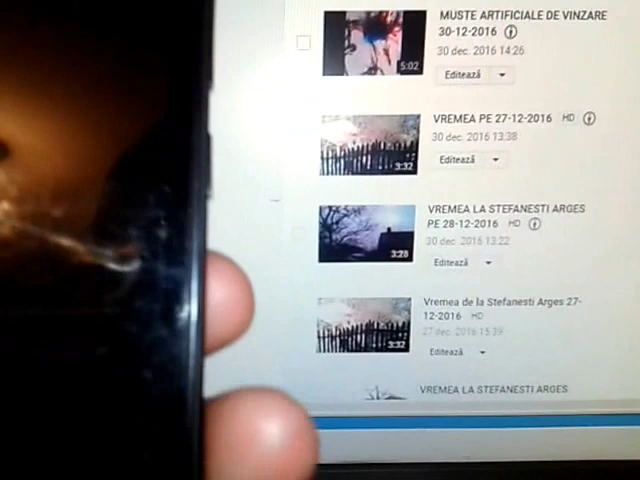 MUSTE ARTIFICIALE DE VINZARE
30-12-2016
30 dec. 2016 14:26
5:02
Editează
VREMEA PE 27-12-2016 HD
30 dec. 2016 13:38
Editează
3:32
VREMEA LA STEFANESTI ARGES
PE 28-12-2016 HD
30 dec. 2016 13:22
3:28
Editează
Vremea de la Stefanesti Arges 27-
12-2016 HD
27 dec. 2016 15:39
3:32
Editează
VREMEA LA STEFANESTI ARGES